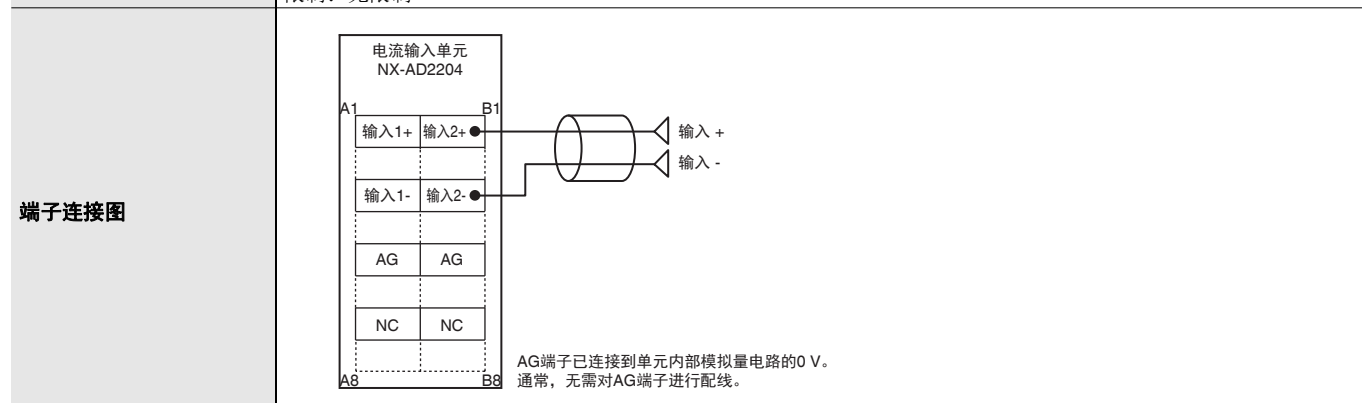 端子连接图
电流输入单元
NX-AD2204
A1 B1
输入1+ 输入2+
输入 +
输入 -
输入1- 输入2-
AG AG
NC NC
A8 B8
AG端子已连接到单元内部模拟量电路的0 V。
通常，无需对AG端子进行配线。